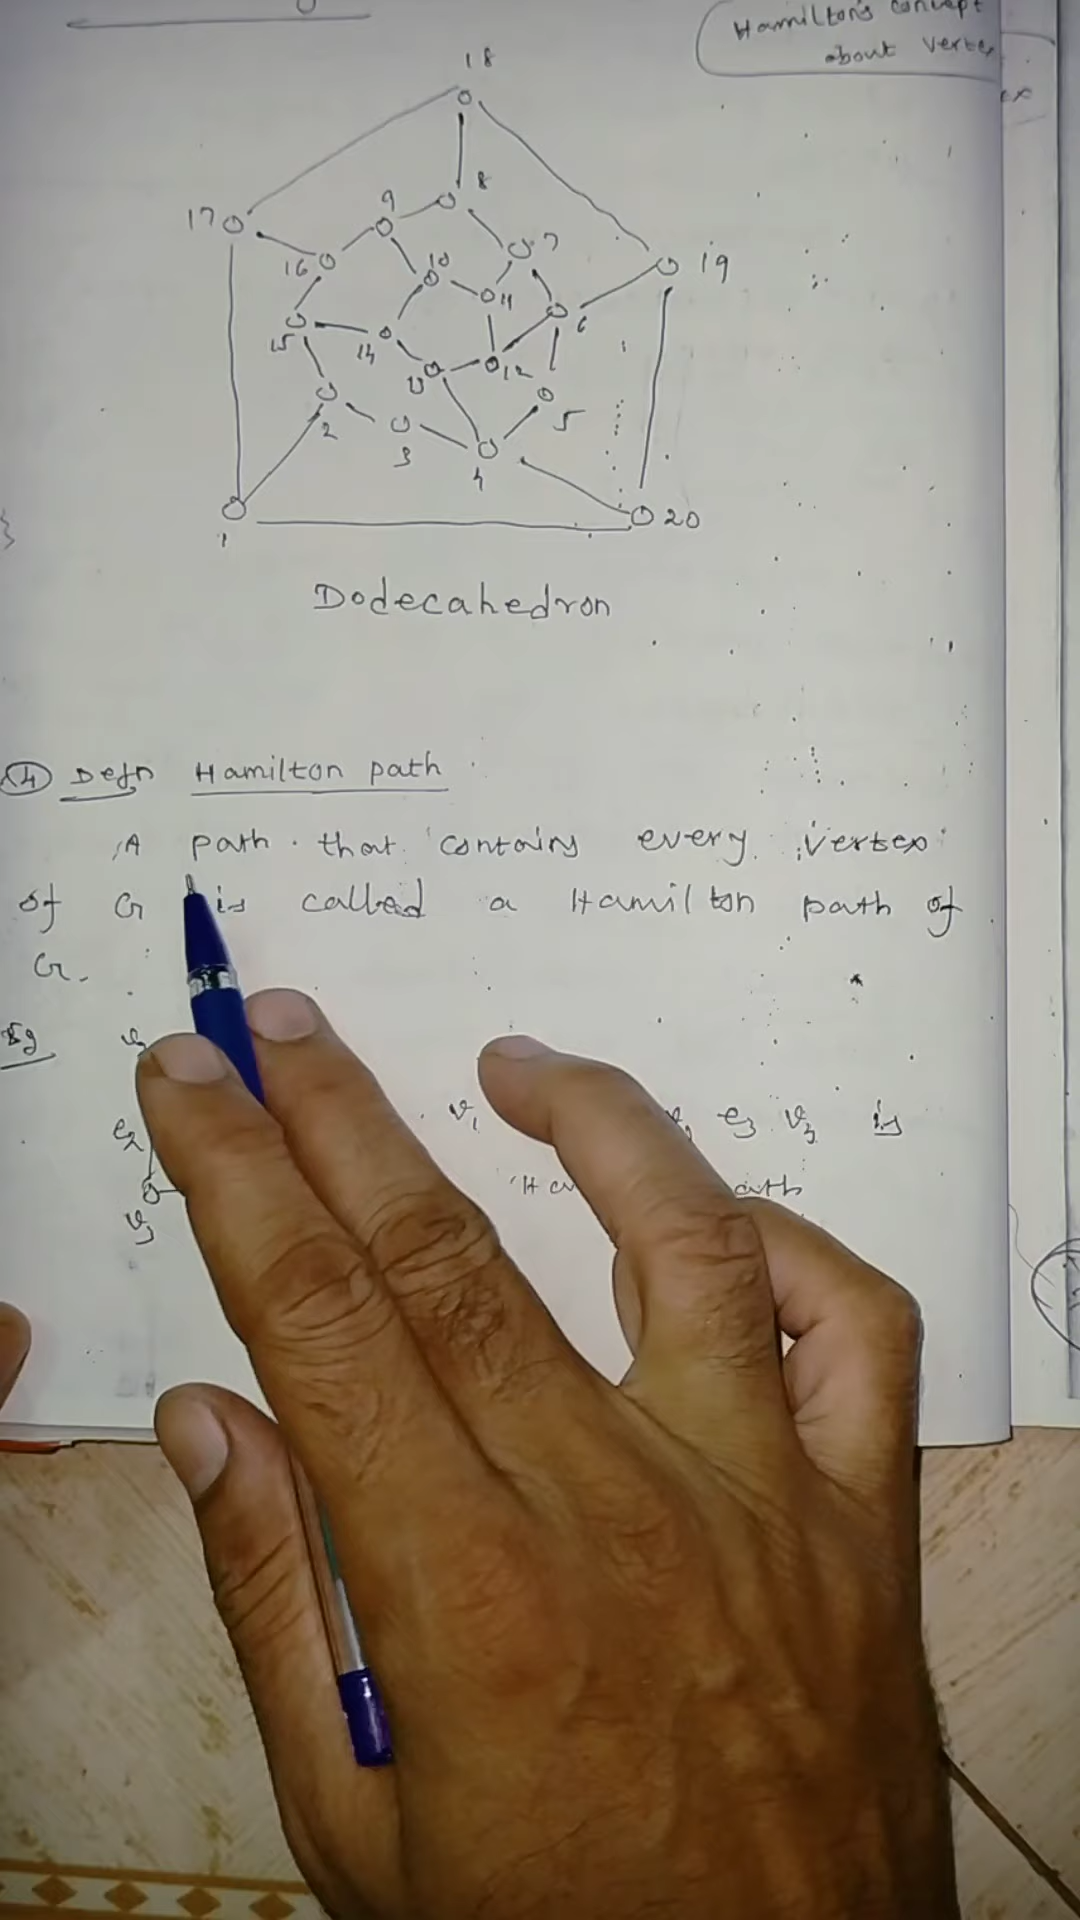 Hamilton's concept
about vertex
18
8
9
17
16
10
7
19
11
6
15
14
13
12
5
2
3
4
1
20
Dodecahedron
(4) Defn Hamilton path
A path that contains every vertex
of G is called a Hamilton path of
G.
Eg
e2
v1
e3 v3 is
v3